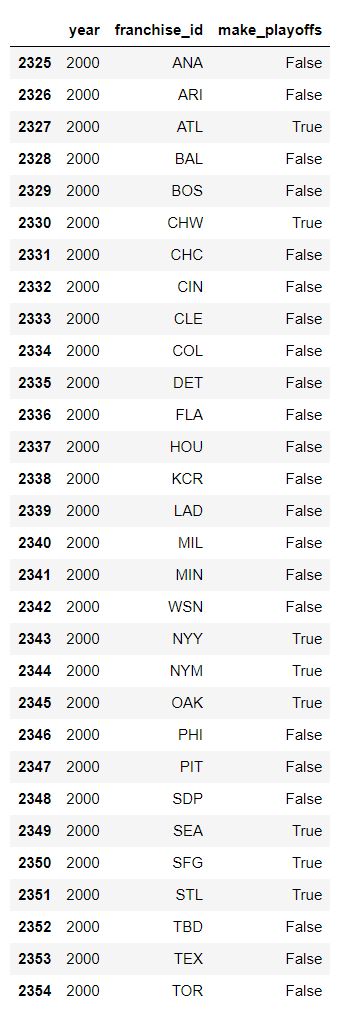 year franchise_id make_playoffs
2325 2000 ANA False
2326 2000 ARI False
2327 2000 ATL True
2328 2000 BAL False
2329 2000 BOS False
2330 2000 CHW True
2331 2000 CHC False
2332 2000 CIN False
2333 2000 CLE False
2334 2000 COL False
2335 2000 DET False
2336 2000 FLA False
2337 2000 HOU False
2338 2000 KCR False
2339 2000 LAD False
2340 2000 MIL False
2341 2000 MIN False
2342 2000 WSN False
2343 2000 NYY True
2344 2000 NYM True
2345 2000 OAK True
2346 2000 PHI False
2347 2000 PIT False
2348 2000 SDP False
2349 2000 SEA True
2350 2000 SFG True
2351 2000 STL True
2352 2000 TBD False
2353 2000 TEX False
2354 2000 TOR False